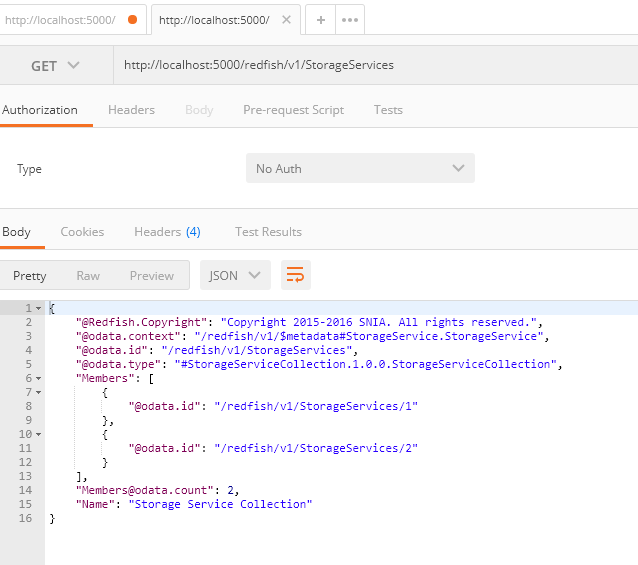 http://localhost:5000/ http://localhost:5000/ × + •••
GET http://localhost:5000/redfish/v1/StorageServices
Authorization Headers Body Pre-request Script Tests
Type No Auth
Body Cookies Headers (4) Test Results
Pretty Raw Preview JSON
1 {
2 "@Redfish.Copyright": "Copyright 2015-2016 SNIA. All rights reserved.",
3 "@odata.context": "/redfish/v1/$metadata#StorageService.StorageService",
4 "@odata.id": "/redfish/v1/StorageServices",
5 "@odata.type": "#StorageServiceCollection.1.0.0.StorageServiceCollection",
6 "Members": [
7 {
8 "@odata.id": "/redfish/v1/StorageServices/1"
9 },
10 {
11 "@odata.id": "/redfish/v1/StorageServices/2"
12 }
13 ],
14 "Members@odata.count": 2,
15 "Name": "Storage Service Collection"
16 }